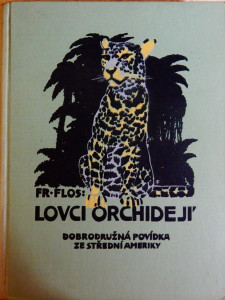 FR·FLOS:
LOVCI ORCHIDEJÍ
DOBRODRUŽNÁ POVÍDKA
ZE STŘEDNÍ AMERIKY